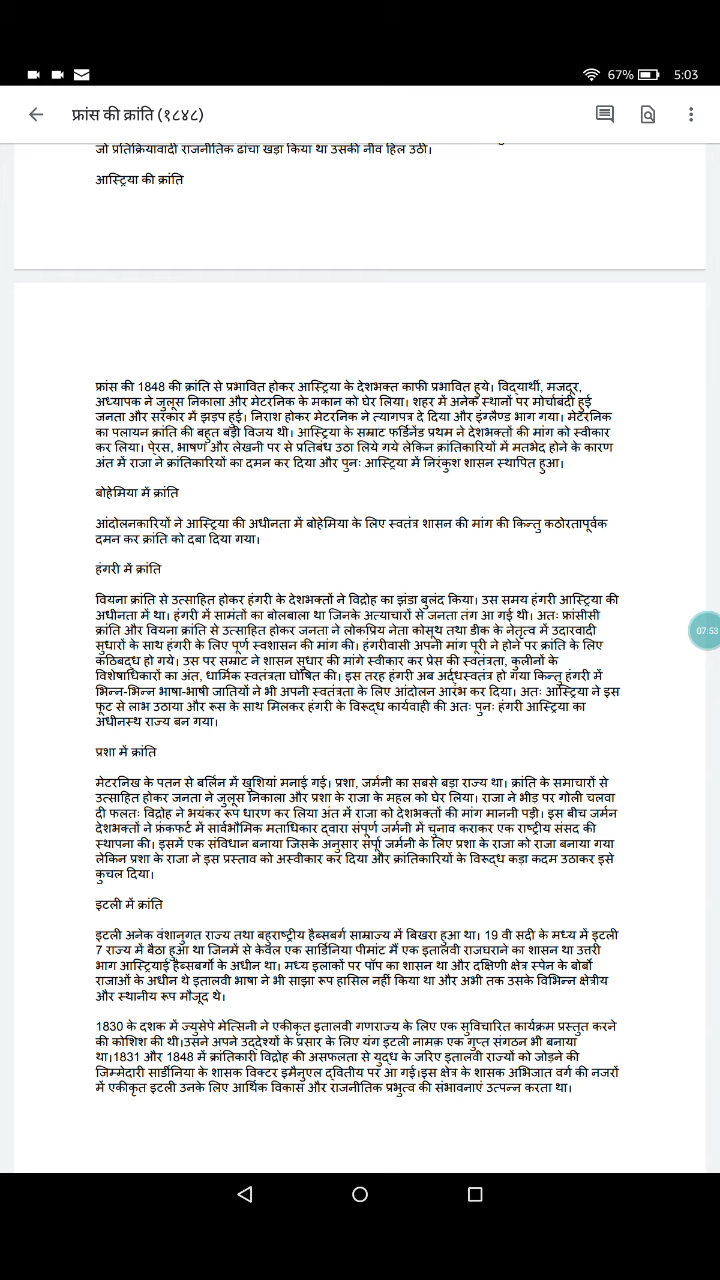 67% 5:03
फ्रांस की क्रांति (१८४८)
जो प्रतिक्रियावादी राजनीतिक ढांचा खड़ा किया था उसकी नींव हिल उठी।
आस्ट्रिया की क्रांति
फ्रांस की 1848 की क्रांति से प्रभावित होकर आस्ट्रिया के देशभक्त काफी प्रभावित हुये। विद्यार्थी, मजदूर,
अध्यापक ने जुलूस निकाला और मेटरनिक के मकान को घेर लिया। शहर में अनेक स्थानों पर मोर्चाबंदी हुई
जनता और सरकार में झड़प हुई। निराश होकर मेटरनिक ने त्यागपत्र दे दिया और इंग्लैण्ड भाग गया। मेटरनिक
का पलायन क्रांति की बहुत बड़ी विजय थी। आस्ट्रिया के सम्राट फर्डिनेंड प्रथम ने देशभक्तों की मांग को स्वीकार
कर लिया। पे्रस, भाषण और लेखनी पर से प्रतिबंध उठा लिये गये लेकिन क्रांतिकारियों में मतभेद होने के कारण
अंत में राजा ने क्रांतिकारियों का दमन कर दिया और पुनः आस्ट्रिया में निरंकुश शासन स्थापित हुआ।
बोहेमिया में क्रांति
आंदोलनकारियों ने आस्ट्रिया की अधीनता में बोहेमिया के लिए स्वतंत्र शासन की मांग की किन्तु कठोरतापूर्वक
दमन कर क्रांति को दबा दिया गया।
हंगरी में क्रांति
वियना क्रांति से उत्साहित होकर हंगरी के देशभक्तों ने विद्रोह का झंडा बुलंद किया। उस समय हंगरी आस्ट्रिया की
अधीनता में था। हंगरी में सामंतों का बोलबाला था जिनके अत्याचारों से जनता तंग आ गई थी। अतः फ्रांसीसी
क्रांति और वियना क्रांति से उत्साहित होकर जनता ने लोकप्रिय नेता कोसूथ तथा डीक के नेतृत्व में उदारवादी
सुधारों के साथ हंगरी के लिए पूर्ण स्वशासन की मांग की। हंगरीवासी अपनी मांग पूरी ने होने पर क्रांति के लिए
कठिबद्ध हो गये। उस पर सम्राट ने शासन सुधार की मांगे स्वीकार कर प्रेस की स्वतंत्रता, कुलीनों के
विशेषाधिकारों का अंत, धार्मिक स्वतंत्रता घोषित की। इस तरह हंगरी अब अर्द्धस्वतंत्र हो गया किन्तु हंगरी में
भिन्न-भिन्न भाषा-भाषी जातियों ने भी अपनी स्वतंत्रता के लिए आंदोलन आरंभ कर दिया। अतः आस्ट्रिया ने इस
फूट से लाभ उठाया और रूस के साथ मिलकर हंगरी के विरूद्ध कार्यवाही की अतः पुनः हंगरी आस्ट्रिया का
अधीनस्थ राज्य बन गया।
प्रशा में क्रांति
मेटरनिख के पतन से बर्लिन में खुशियां मनाई गई। प्रशा, जर्मनी का सबसे बड़ा राज्य था। क्रांति के समाचारों से
उत्साहित होकर जनता ने जुलूस निकाला और प्रशा के राजा के महल को घेर लिया। राजा ने भीड़ पर गोली चलवा
दी फलतः विद्रोह ने भयंकर रूप धारण कर लिया अंत में राजा को देशभक्तों की मांग माननी पड़ी। इस बीच जर्मन
देशभक्तों ने फ्रंकफर्ट में सार्वभौमिक मताधिकार द्वारा संपूर्ण जर्मनी में चुनाव कराकर एक राष्ट्रीय संसद की
स्थापना की। इसमें एक संविधान बनाया जिसके अनुसार संर्पू जर्मनी के लिए प्रशा के राजा को राजा बनाया गया
लेकिन प्रशा के राजा ने इस प्रस्ताव को अस्वीकार कर दिया और क्रांतिकारियों के विरूद्ध कड़ा कदम उठाकर इसे
कुचल दिया।
इटली में क्रांति
इटली अनेक वंशानुगत राज्य तथा बहुराष्ट्रीय हैब्सबर्ग साम्राज्य में बिखरा हुआ था। 19 वी सदी के मध्य में इटली
7 राज्य में बैठा हुआ था जिनमें से केवल एक सार्डिनिया पीमांट मैं एक इतालवी राजघराने का शासन था उत्तरी
भाग आस्ट्रियाई हैब्सबर्गो के अधीन था। मध्य इलाकों पर पॉप का शासन था और दक्षिणी क्षेत्र स्पेन के बोर्बो
राजाओं के अधीन थे इतालवी भाषा ने भी साझा रूप हासिल नहीं किया था और अभी तक उसके विभिन्न क्षेत्रीय
और स्थानीय रूप मौजूद थे।
1830 के दशक में ज्युसेपे मेत्सिनी ने एकीकृत इतालवी गणराज्य के लिए एक सुविचारित कार्यक्रम प्रस्तुत करने
की कोशिश की थी।उसने अपने उद्देश्यों के प्रसार के लिए यंग इटली नामक एक गुप्त संगठन भी बनाया
था।1831 और 1848 में क्रांतिकारी विद्रोह की असफलता से युद्ध के जरिए इतालवी राज्यों को जोड़ने की
जिम्मेदारी सार्डीनिया के शासक विक्टर इमैनुएल द्वितीय पर आ गई।इस क्षेत्र के शासक अभिजात वर्ग की नजरों
में एकीकृत इटली उनके लिए आर्थिक विकास और राजनीतिक प्रभुत्व की संभावनाएं उत्पन्न करता था।
07:53